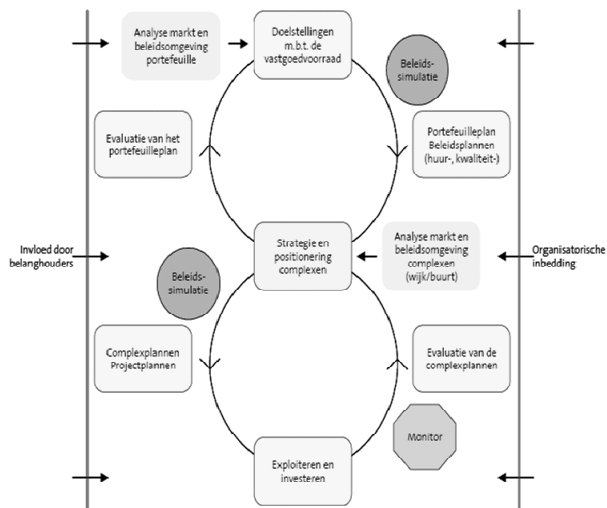 Analyse markt en
beleidsomgeving
portefeuille
Doelstellingen
m.b.t. de
vastgoedvoorraad
Beleids-
simulatie
Evaluatie van het
portefeuilleplan
Portefeuilleplan
Beleidsplannen
(huur-, kwaliteit-)
Invloed door
belanghouders
Strategie en
positionering
complexen
Analyse markt en
beleidsomgeving
complexen
(wijk/buurt)
Organisatorische
inbedding
Beleids-
simulatie
Complexplannen
Projectplannen
Evaluatie van de
complexplannen
Monitor
Exploiteren en
investeren